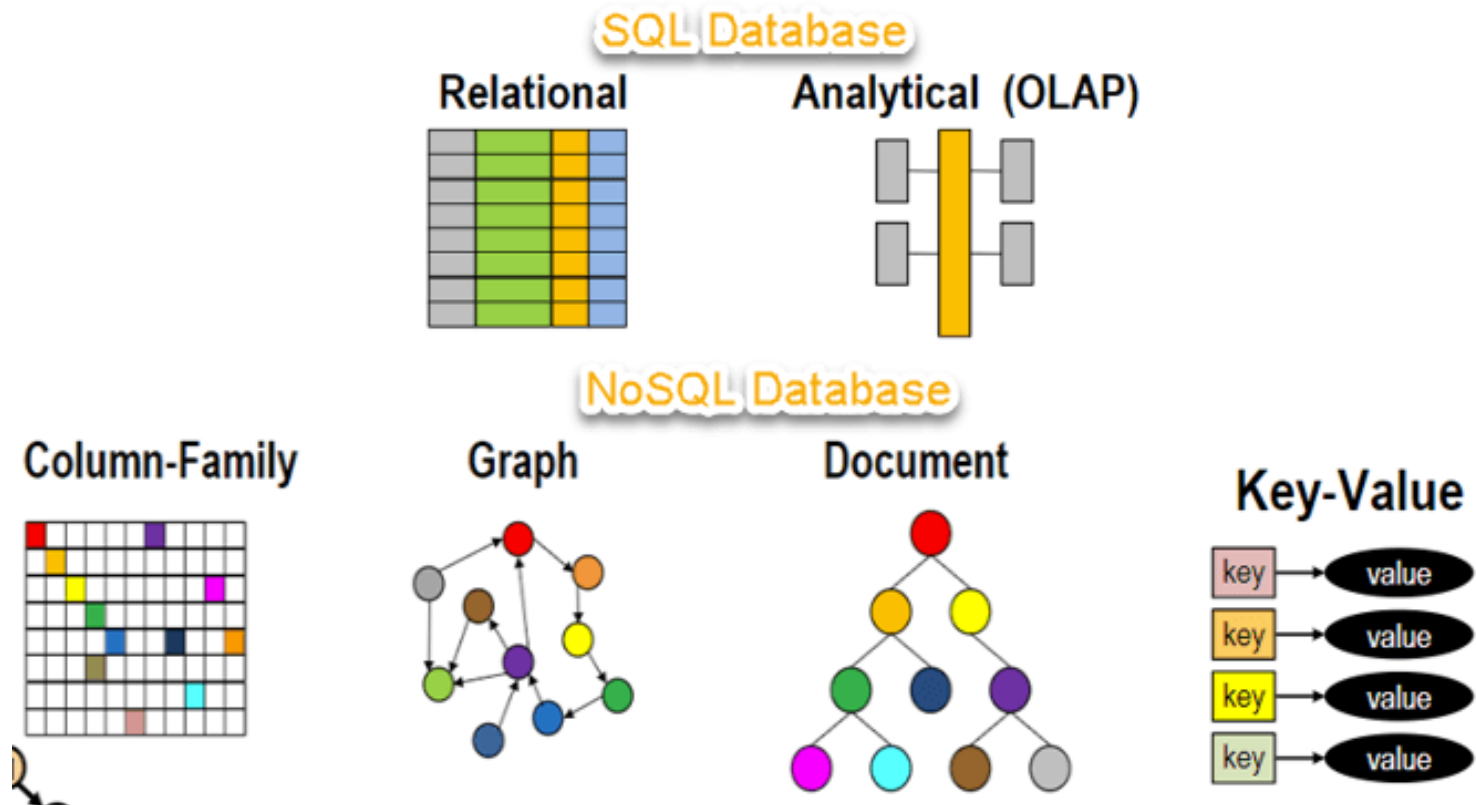 SQL Database
Relational
Analytical (OLAP)
NoSQL Database
Column-Family
Graph
Document
Key-Value
key
value
key
value
key
value
key
value